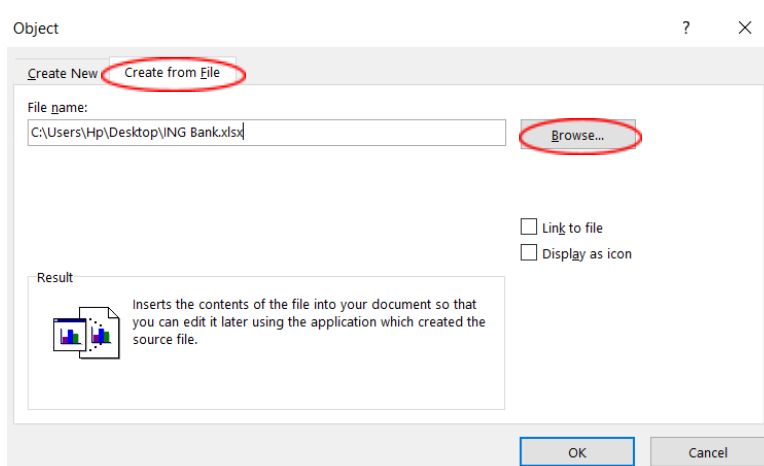 Object
?
Create New
Create from File
File name:
C:\Users\Hp\Desktop\ING Bank.xlsx
Browse...
Link to file
Display as icon
Result
Inserts the contents of the file into your document so that
you can edit it later using the application which created the
source file.
OK
Cancel